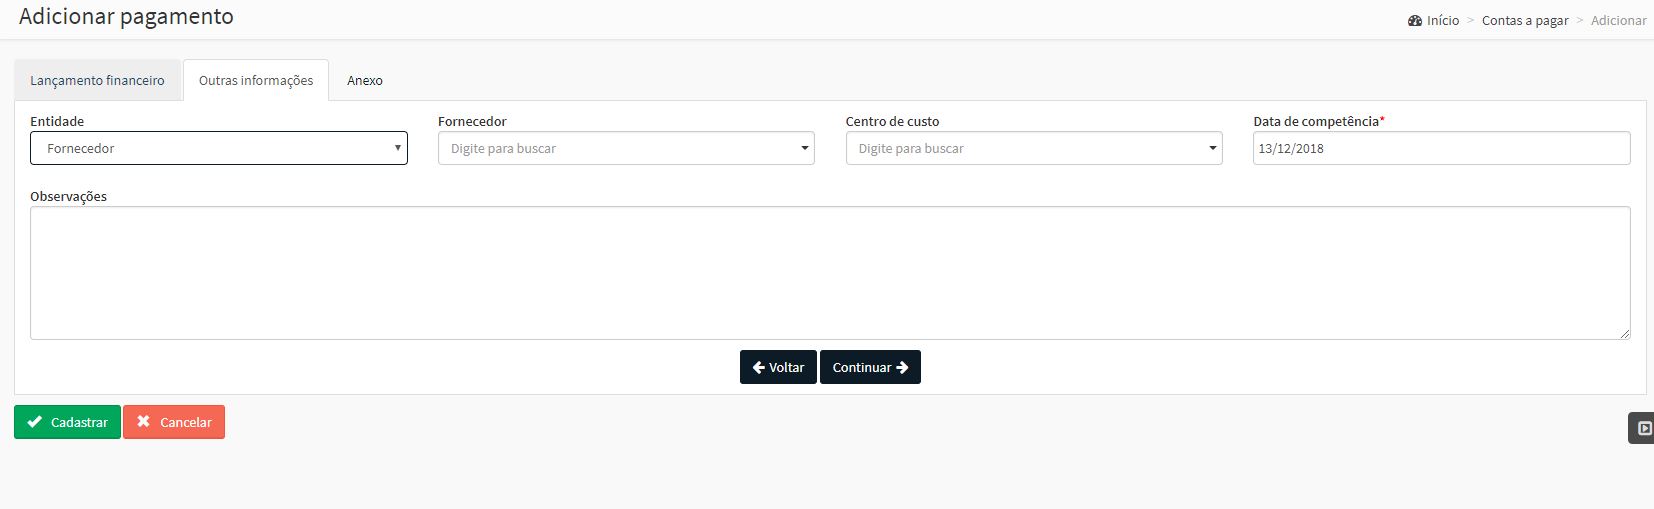 Adicionar pagamento
Início > Contas a pagar > Adicionar
Lançamento financeiro Outras informações Anexo
Entidade Fornecedor Centro de custo Data de competência*
Fornecedor Digite para buscar Digite para buscar 13/12/2018
Observações
Voltar Continuar
Cadastrar Cancelar